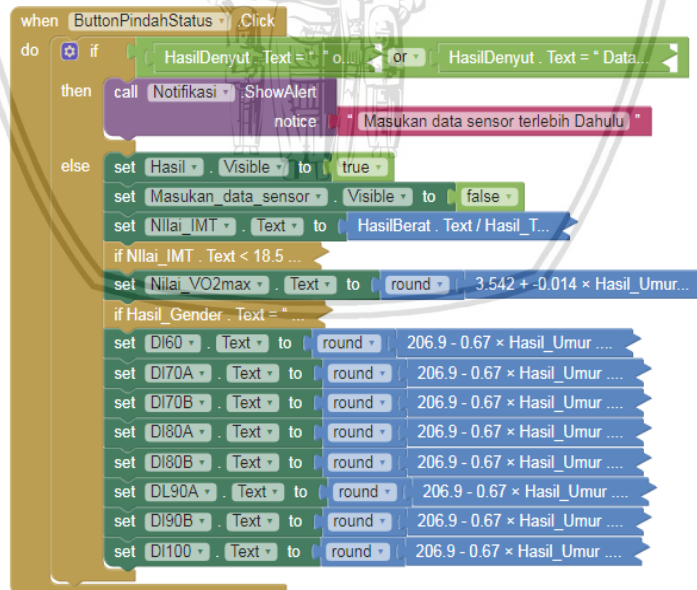 when ButtonPindahStatus .Click
do if HasilDenyut . Text = " " o... or HasilDenyut . Text = " Data...
then call Notifikasi .ShowAlert
notice " Masukan data sensor terlebih Dahulu "
else set Hasil . Visible to true
set Masukan_data_sensor . Visible to false
set NIlai_IMT . Text to HasilBerat . Text / Hasil_T...
if NIlai_IMT . Text < 18.5 ...
set Nilai_VO2max . Text to round 3.542 + -0.014 × Hasil_Umur...
if Hasil_Gender . Text = " ...
set DI60 . Text to round 206.9 - 0.67 × Hasil_Umur ....
set DI70A . Text to round 206.9 - 0.67 × Hasil_Umur ....
set DI70B . Text to round 206.9 - 0.67 × Hasil_Umur ....
set DI80A . Text to round 206.9 - 0.67 × Hasil_Umur ....
set DI80B . Text to round 206.9 - 0.67 × Hasil_Umur ....
set DL90A . Text to round 206.9 - 0.67 × Hasil_Umur ....
set DI90B . Text to round 206.9 - 0.67 × Hasil_Umur ....
set DI100 . Text to round 206.9 - 0.67 × Hasil_Umur ....